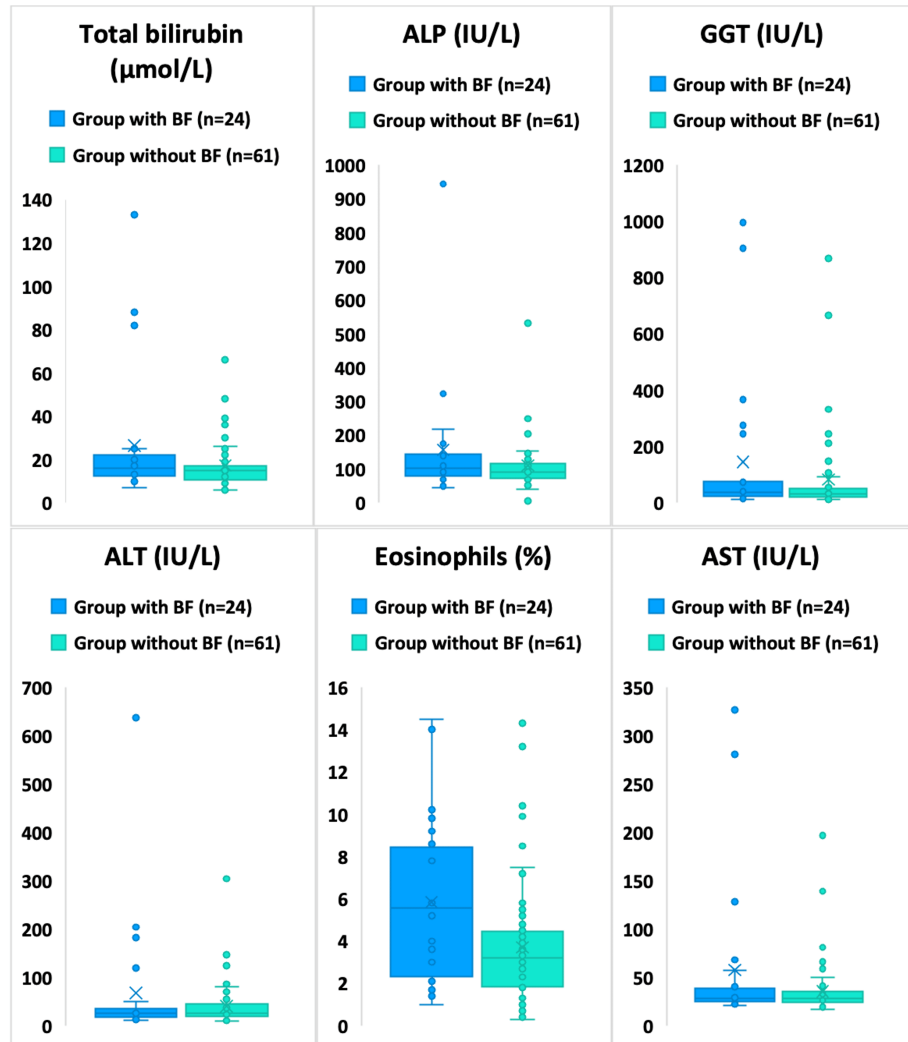 Total bilirubin
(µmol/L)
Group with BF (n=24)
Group without BF (n=61)
140
120
100
80
60
40
20
0
ALP (IU/L)
Group with BF (n=24)
Group without BF (n=61)
1000
900
800
700
600
500
400
300
200
100
0
GGT (IU/L)
Group with BF (n=24)
Group without BF (n=61)
1200
1000
800
600
400
200
0
ALT (IU/L)
Group with BF (n=24)
Group without BF (n=61)
700
600
500
400
300
200
100
0
Eosinophils (%)
Group with BF (n=24)
Group without BF (n=61)
16
14
12
10
8
6
4
2
0
AST (IU/L)
Group with BF (n=24)
Group without BF (n=61)
350
300
250
200
150
100
50
0